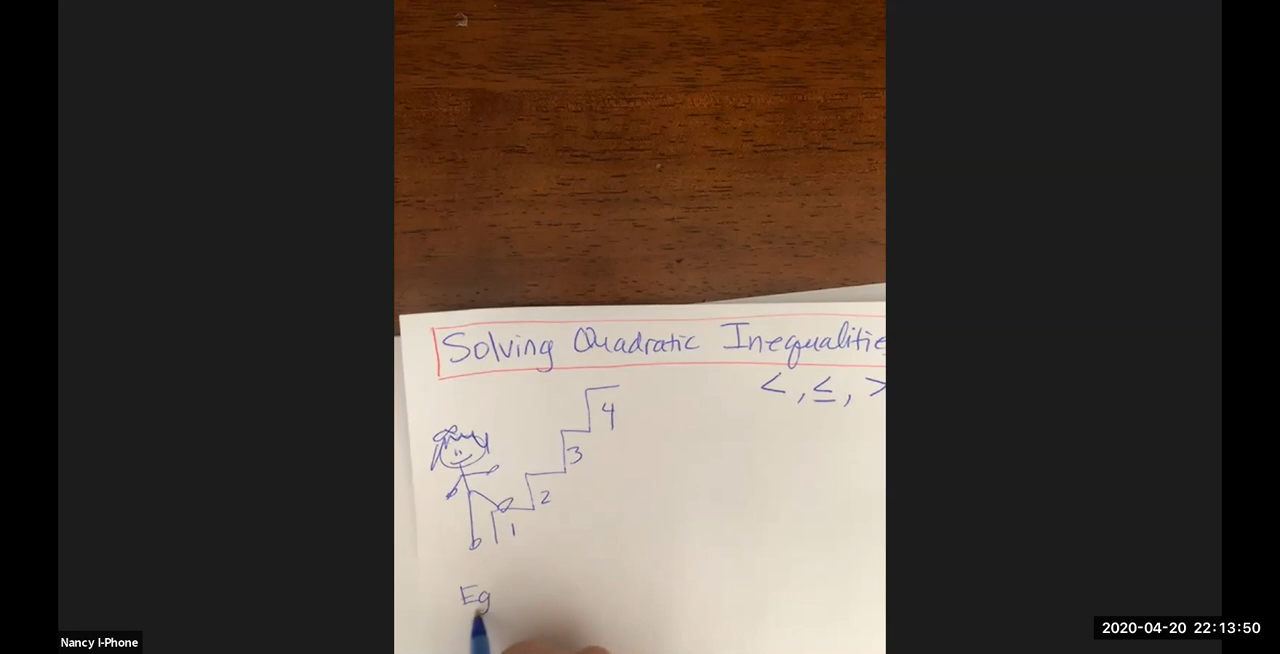 Solving Quadratic Inequalitie
< , ≤ , >
4
3
2
1
Eg
Nancy I-Phone
2020-04-20 22:13:50